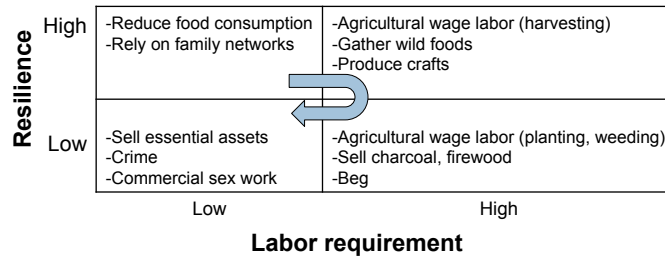 Resilience
High
-Reduce food consumption
-Rely on family networks
-Agricultural wage labor (harvesting)
-Gather wild foods
-Produce crafts
Low
-Sell essential assets
-Crime
-Commercial sex work
-Agricultural wage labor (planting, weeding)
-Sell charcoal, firewood
-Beg
Low
High
Labor requirement